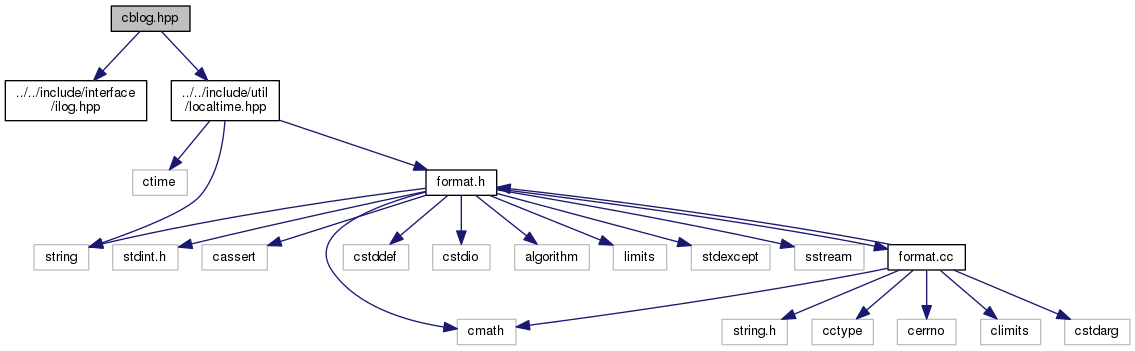 cblog.hpp
../../include/interface
/ilog.hpp
../../include/util
/localtime.hpp
ctime
format.h
string
stdint.h
cassert
cstddef
cstdio
algorithm
limits
stdexcept
sstream
format.cc
cmath
string.h
cctype
cerrno
climits
cstdarg